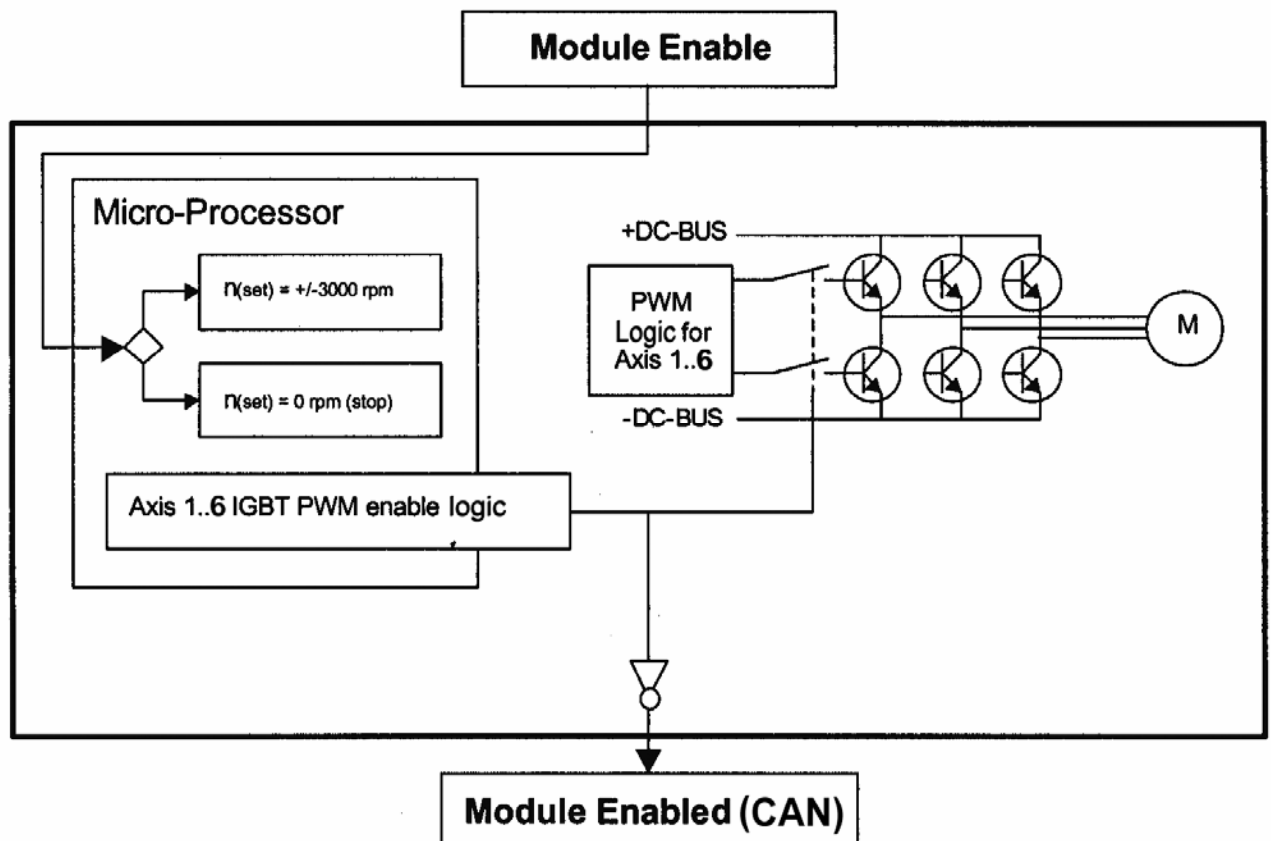 Module Enable
Micro-Processor
n(set) = +/-3000 rpm
n(set) = 0 rpm (stop)
Axis 1..6 IGBT PWM enable logic
+DC-BUS
PWM
Logic for
Axis 1..6
-DC-BUS
M
Module Enabled (CAN)